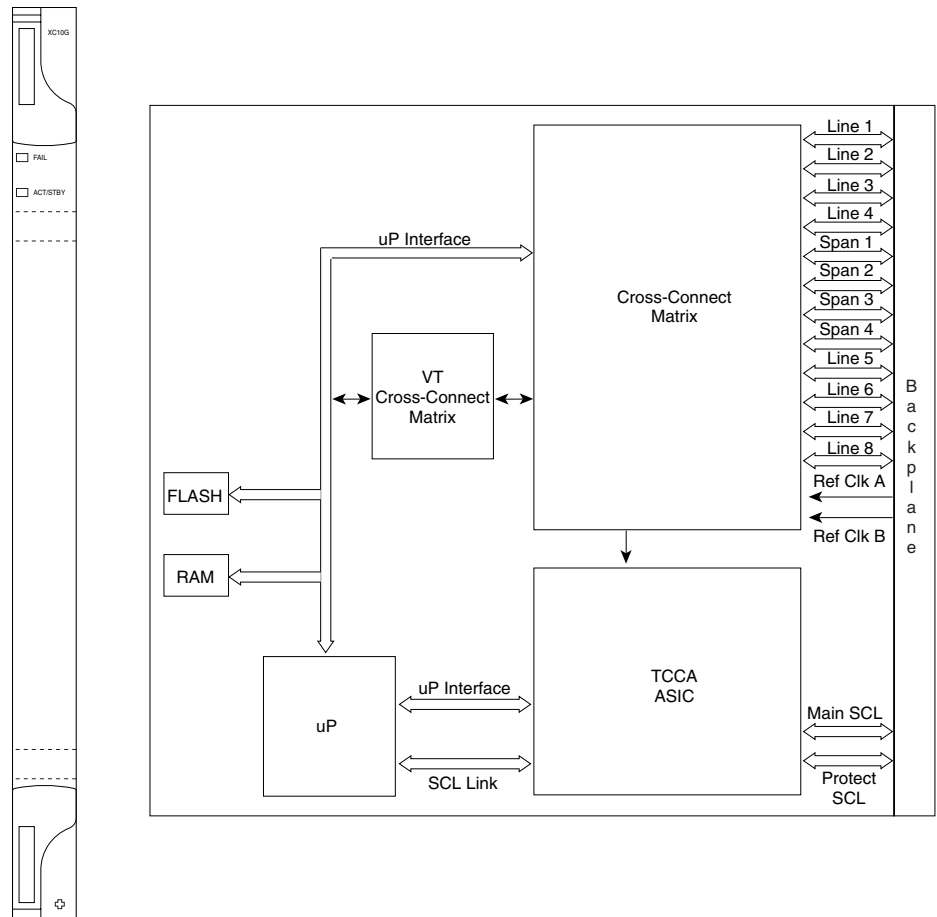 XC10G
FAIL
ACT/STBY
uP Interface
VT
Cross-Connect
Matrix
FLASH
RAM
uP
uP Interface
SCL Link
Cross-Connect
Matrix
TCCA
ASIC
Line 1
Line 2
Line 3
Line 4
Span 1
Span 2
Span 3
Span 4
Line 5
Line 6
Line 7
Line 8
Ref Clk A
Ref Clk B
Main SCL
Protect
SCL
Backplane